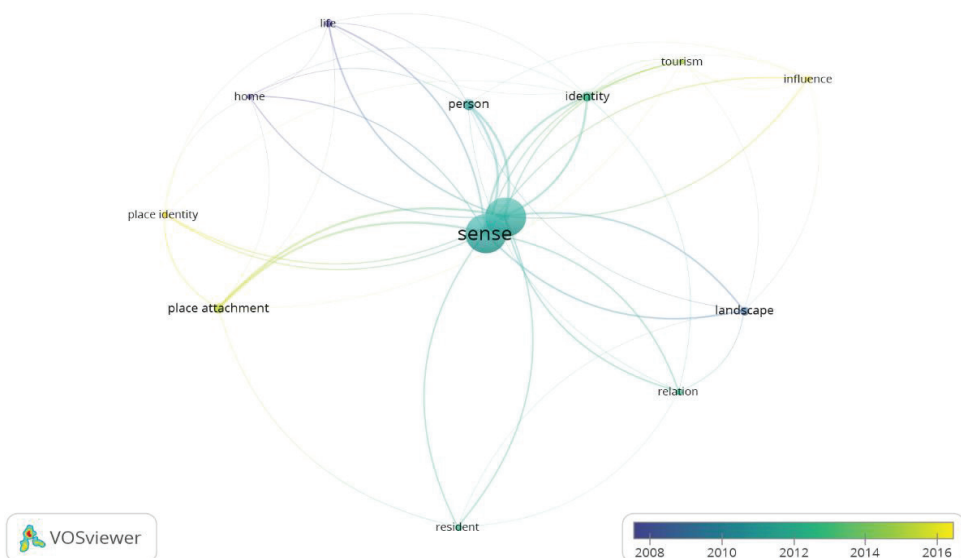 life
tourism
influence
home
person
identity
place identity
sense
place attachment
landscape
relation
resident
VOSviewer
2008 2010 2012 2014 2016